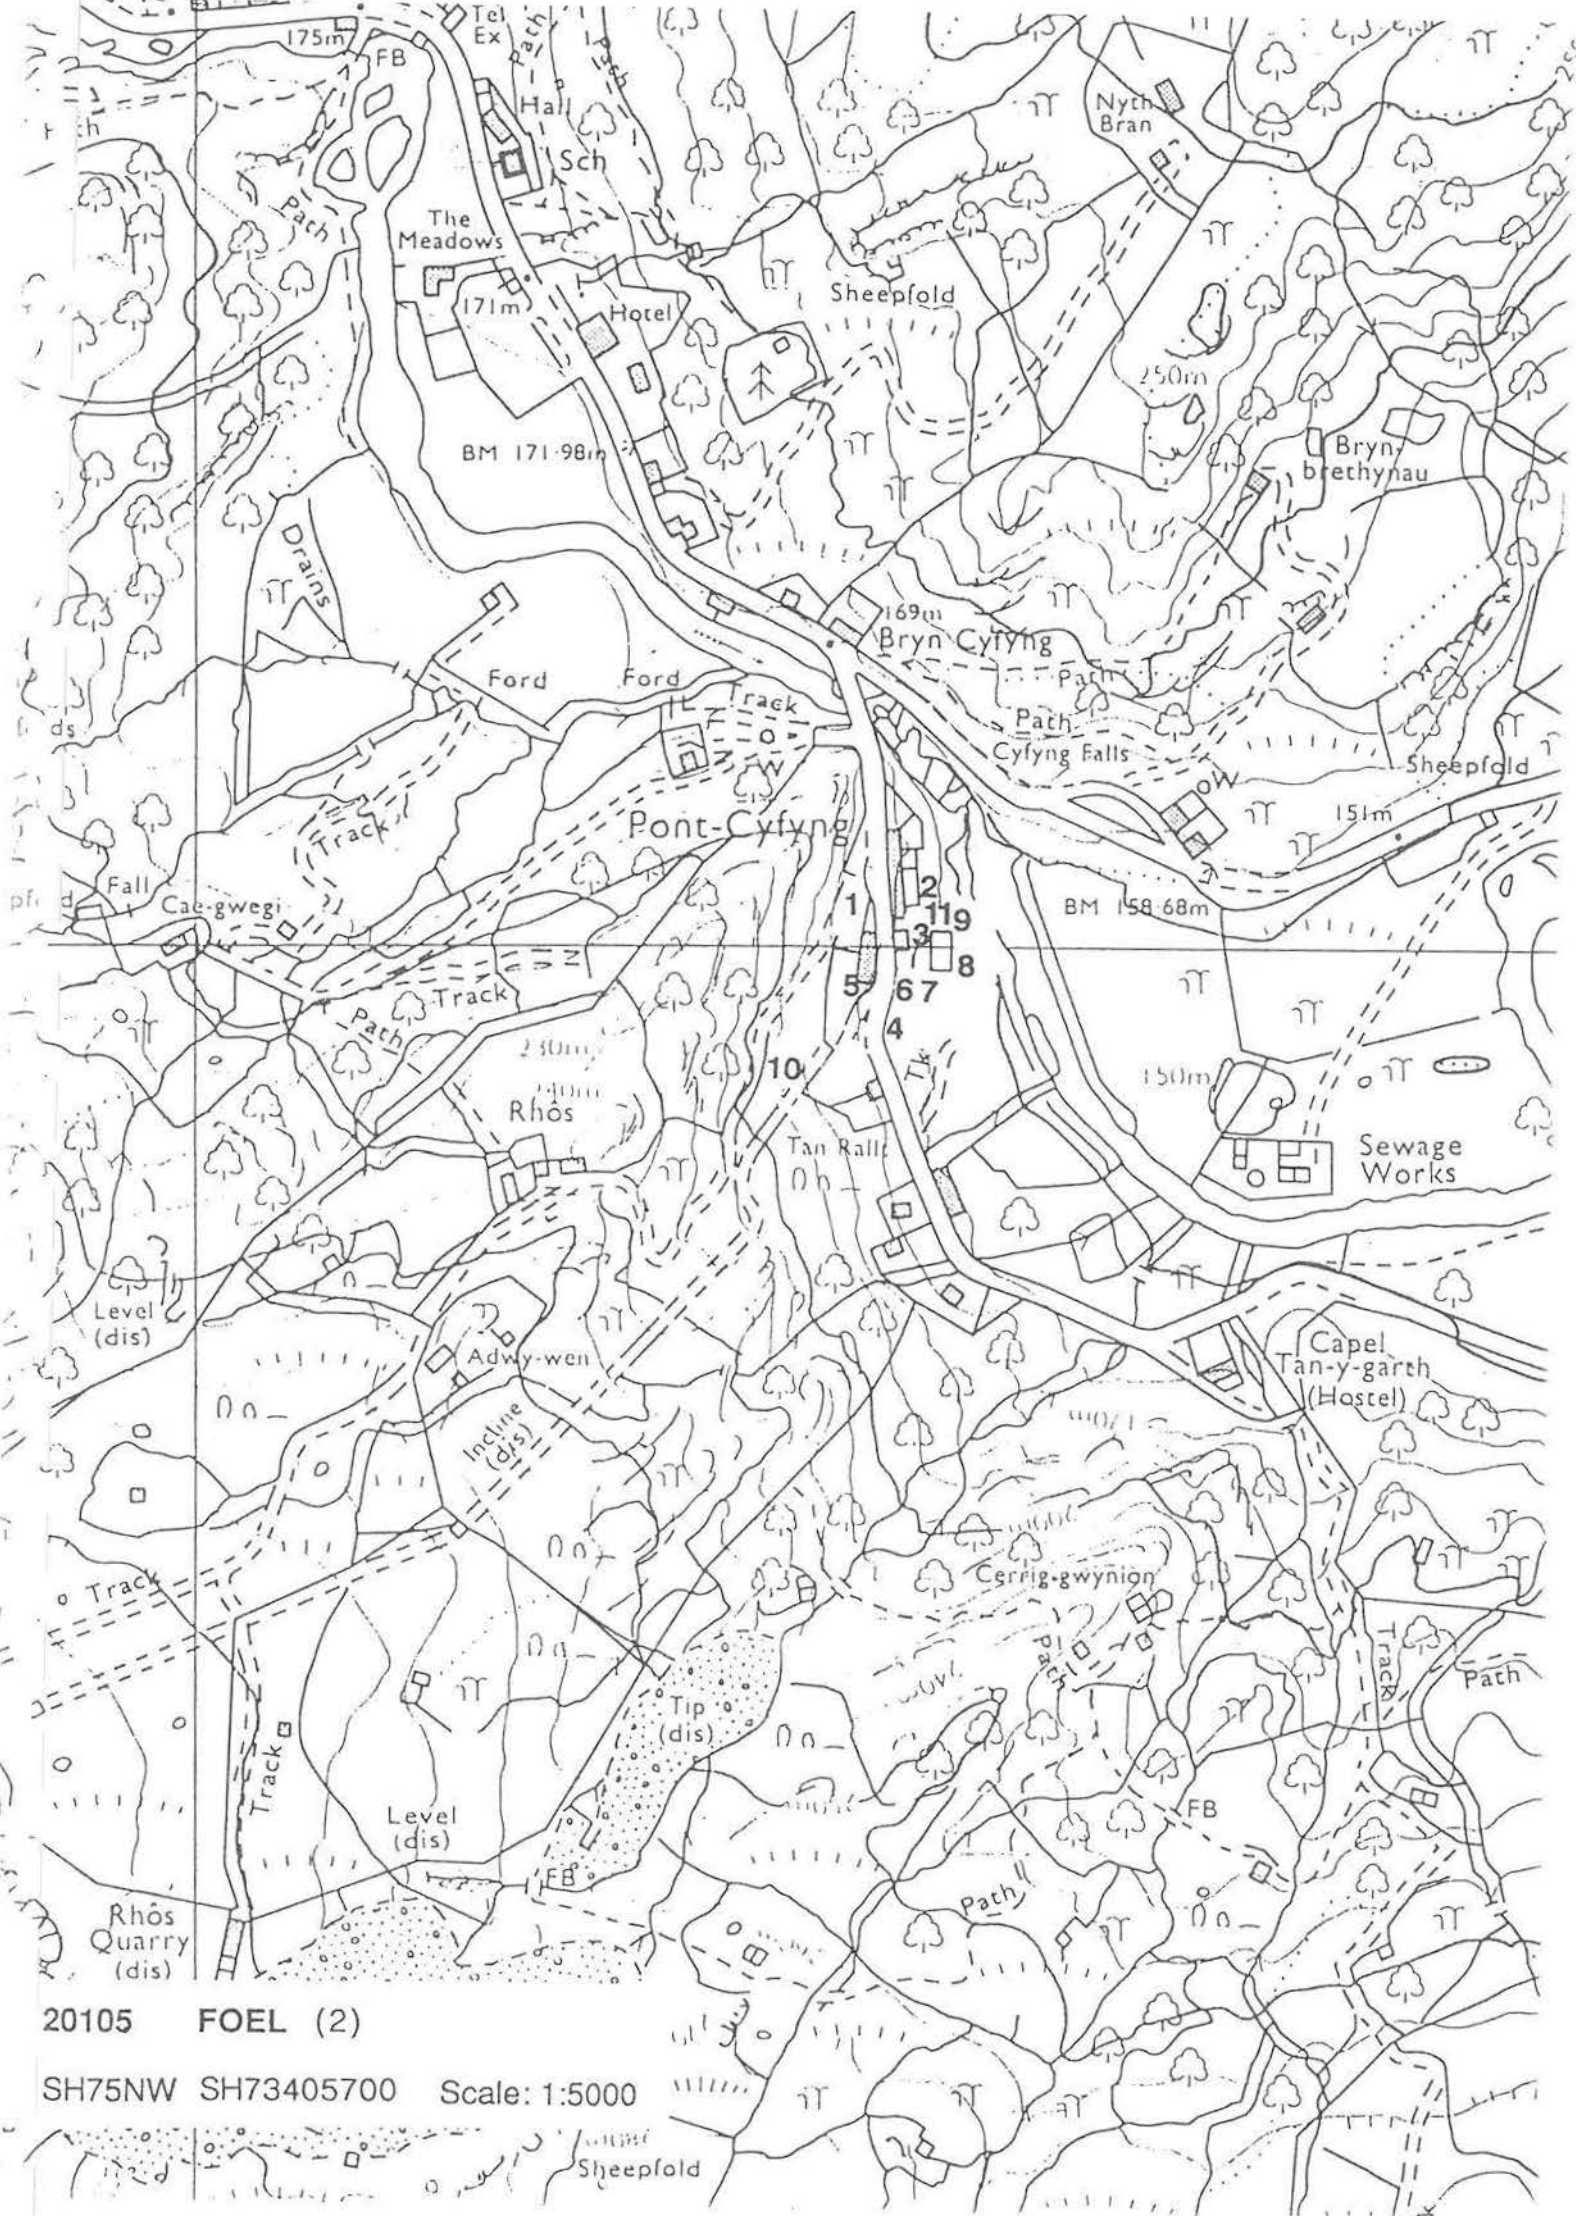 Tel
Ex
Path
Path
175m
FB
Hall
Nyth
Bran
Sch
Path
The
Meadows
171m
Hotel
Sheepfold
250m
BM 171·98m
Bryn-
brethynau
Drains
169m
Bryn Cyfyng
Path
Ford
Ford
Track
Path
Cyfyng Falls
W
W
Sheepfold
Pont-Cyfyng
151m
Track
Fall
Cae-gwegi
1
2
11
9
BM 158·68m
3
8
5
6
7
Track
Path
4
230m
10
Tk
150m
240m
Rhôs
Tan Rallt
Sewage
Works
Level
(dis)
Adwy-wen
Capel
Tan-y-garth
(Hostel)
Incline
(dis)
170m
Track
Cerrig-gwynion
Path
Track
Path
Tip
(dis)
Track
Level
(dis)
FB
FB
Path
Rhôs
Quarry
(dis)
20105 FOEL (2)
SH75NW SH73405700 Scale: 1:5000
Sheepfold